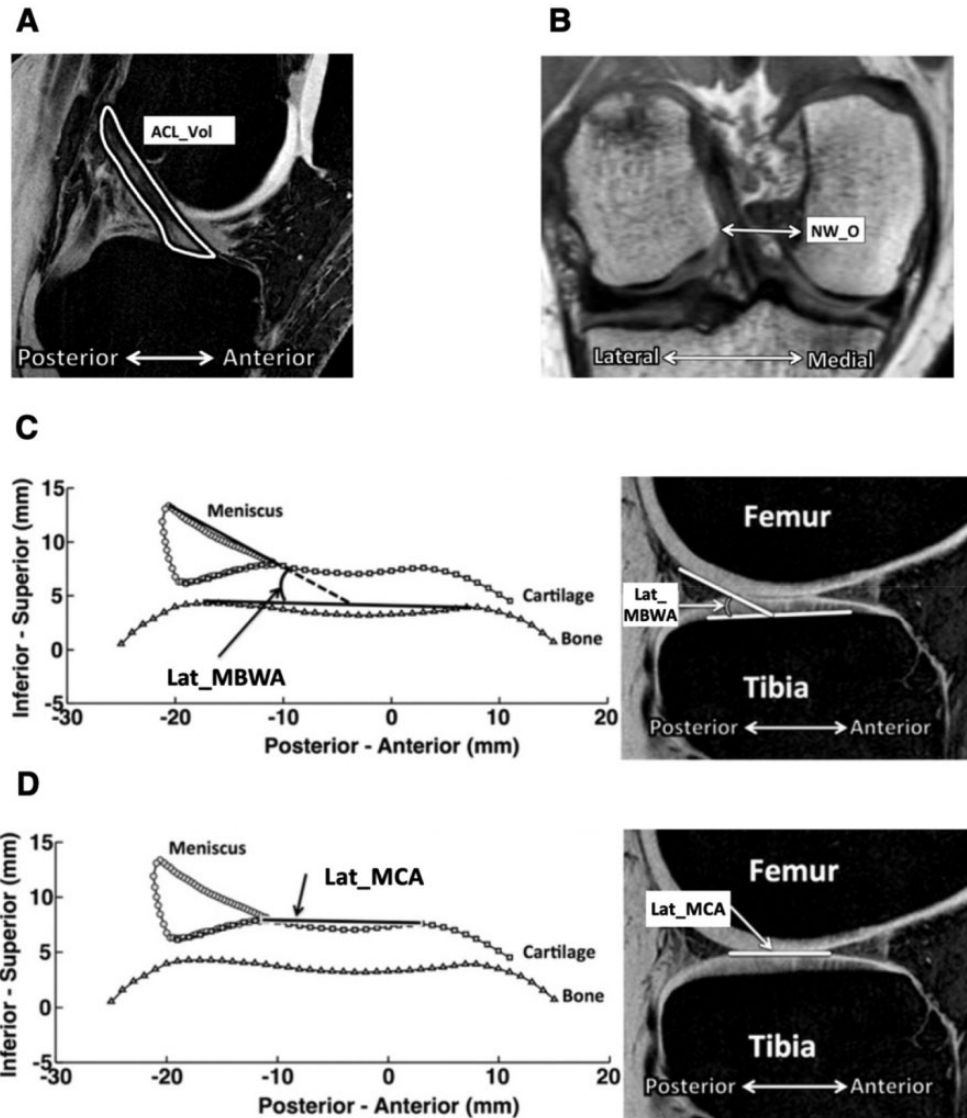 A
B
ACL_Vol
Posterior
Anterior
NW_O
Lateral
Medial
C
Inferior - Superior (mm)
15
10
5
0
-5
-30
-20
-10
0
10
20
Posterior - Anterior (mm)
Meniscus
Cartilage
Bone
Lat_MBWA
Femur
Lat_
MBWA
Tibia
Posterior
Anterior
D
Inferior - Superior (mm)
15
10
5
0
-5
-30
-20
-10
0
10
20
Posterior - Anterior (mm)
Meniscus
Lat_MCA
Cartilage
Bone
Femur
Lat_MCA
Tibia
Posterior
Anterior